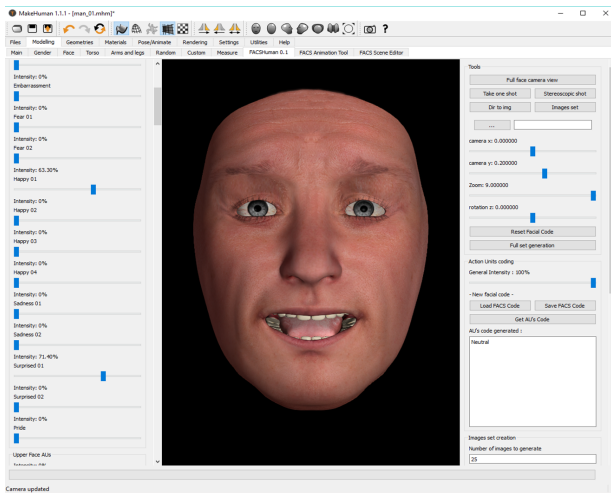 MakeHuman 1.1.1 - [man_01.mhm]*
Files Modelling Geometries Materials Pose/Animate Rendering Settings Utilities Help
Main Gender Face Torso Arms and legs Random Custom Measure FACSHuman 0.1 FACS Animation Tool FACS Scene Editor
Intensity: 0%
Embarrassment
Intensity: 0%
Fear 01
Intensity: 0%
Fear 02
Intensity: 63.30%
Happy 01
Intensity: 0%
Happy 02
Intensity: 0%
Happy 03
Intensity: 0%
Happy 04
Intensity: 0%
Sadness 01
Intensity: 0%
Sadness 02
Intensity: 71.40%
Surprised 01
Intensity: 0%
Surprised 02
Intensity: 0%
Pride
Upper Face AUs
Intensity: 0%
Tools
Full face camera view
Take one shot Stereoscopic shot
Dir to img Images set
...
camera x: 0.000000
camera y: 0.200000
Zoom: 9.000000
rotation z: 0.000000
Reset Facial Code
Full set generation
Action Units coding
General Intensity : 100%
-New facial code -
Load FACS Code Save FACS Code
Get AU's Code
AU's code generated :
Neutral
Images set creation
Number of images to generate
25
Camera updated